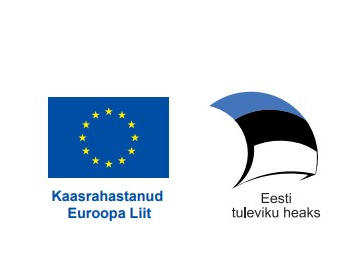 Kaasrahastanud
Euroopa Liit
Eesti
tuleviku heaks